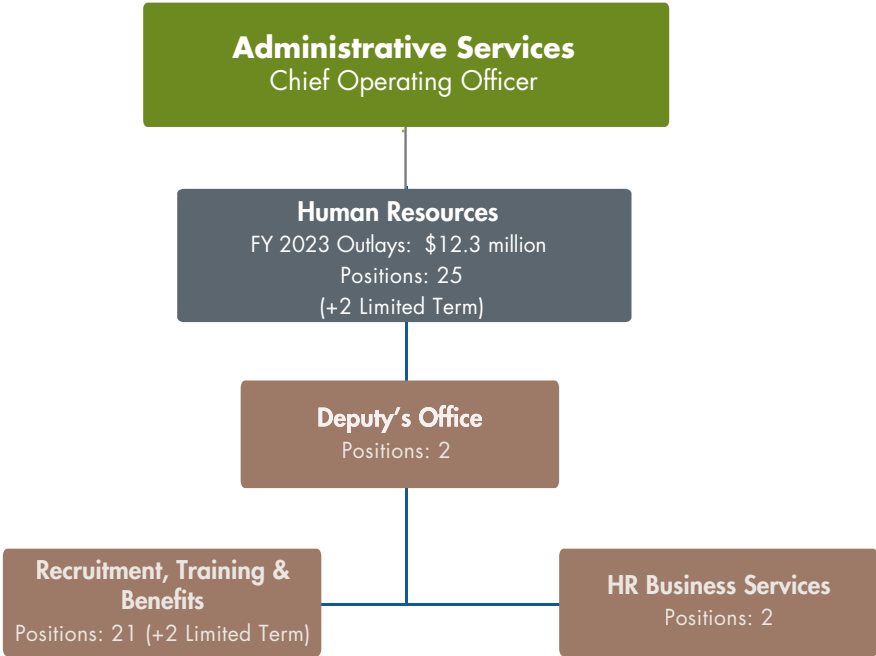 Administrative Services
Chief Operating Officer
Human Resources
FY 2023 Outlays:  $12.3 million
Positions: 25
(+2 Limited Term)
Deputy’s Office
Positions: 2
Recruitment, Training &
Benefits
Positions: 21 (+2 Limited Term)
HR Business Services
Positions: 2